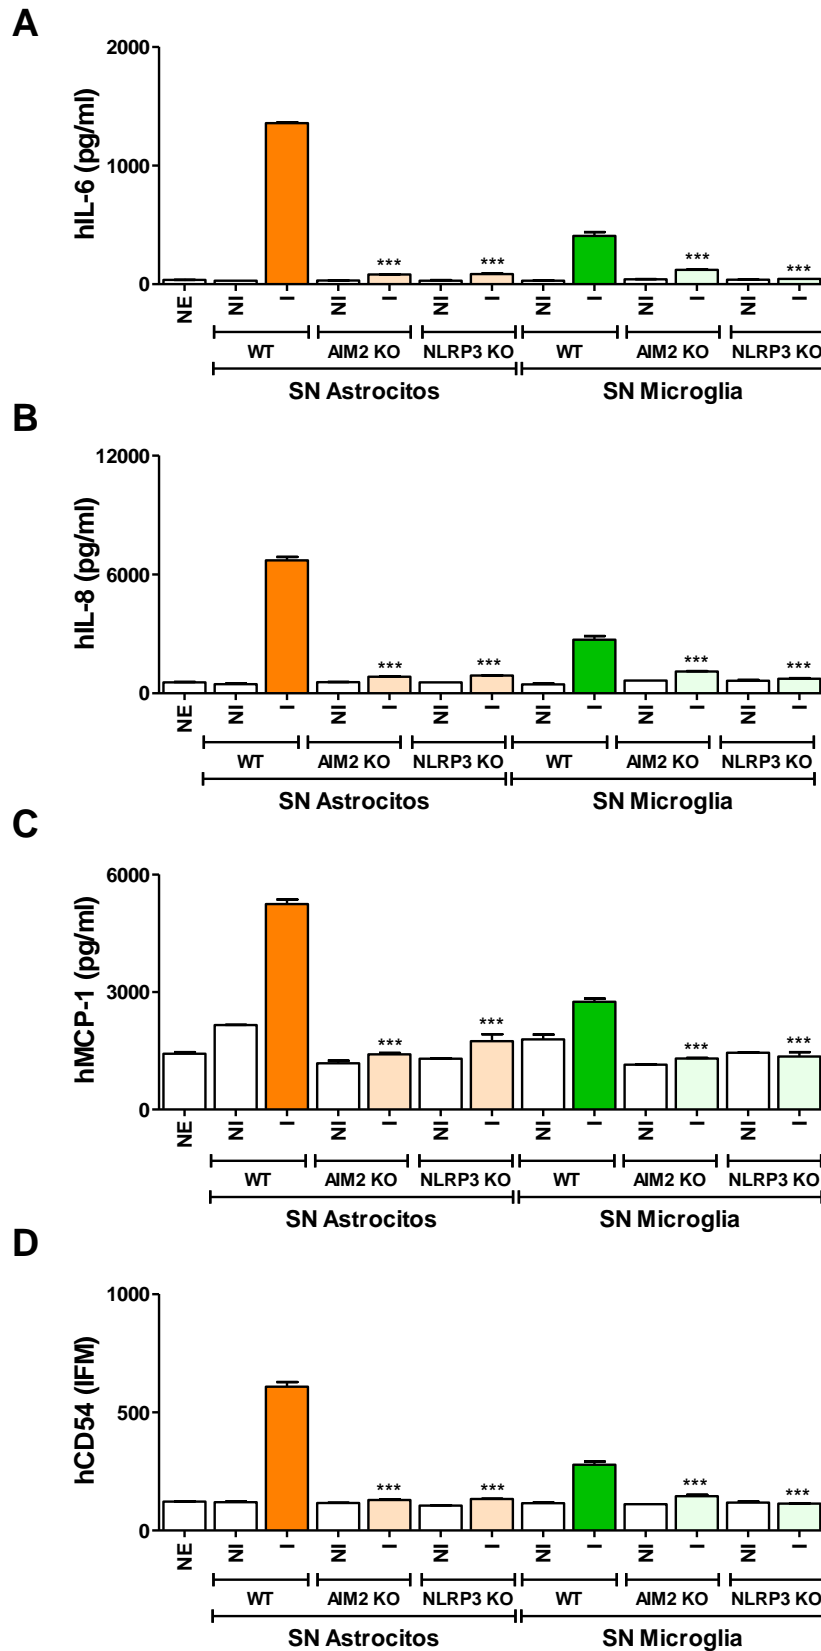 A
hIL-6 (pg/ml)
2000
1000
0
*** *** *** ***
NE NI I NI I NI I NI I NI I NI I
WT AIM2 KO NLRP3 KO WT AIM2 KO NLRP3 KO
SN Astrocitos SN Microglia
B
hIL-8 (pg/ml)
12000
6000
0
*** *** *** ***
NE NI I NI I NI I NI I NI I NI I
WT AIM2 KO NLRP3 KO WT AIM2 KO NLRP3 KO
SN Astrocitos SN Microglia
C
hMCP-1 (pg/ml)
6000
3000
0
*** *** *** ***
NE NI I NI I NI I NI I NI I NI I
WT AIM2 KO NLRP3 KO WT AIM2 KO NLRP3 KO
SN Astrocitos SN Microglia
D
hCD54 (IFM)
1000
500
0
*** *** *** ***
NE NI I NI I NI I NI I NI I NI I
WT AIM2 KO NLRP3 KO WT AIM2 KO NLRP3 KO
SN Astrocitos SN Microglia